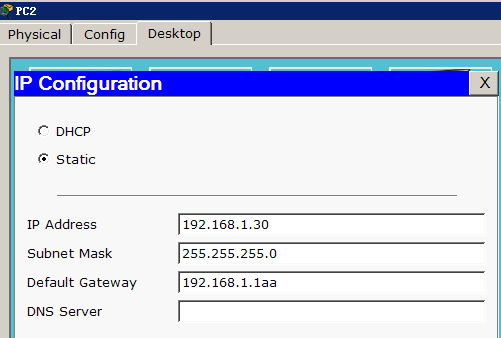 PC2
Physical Config Desktop
IP Configuration X
DHCP
Static
IP Address 192.168.1.30
Subnet Mask 255.255.255.0
Default Gateway 192.168.1.1aa
DNS Server